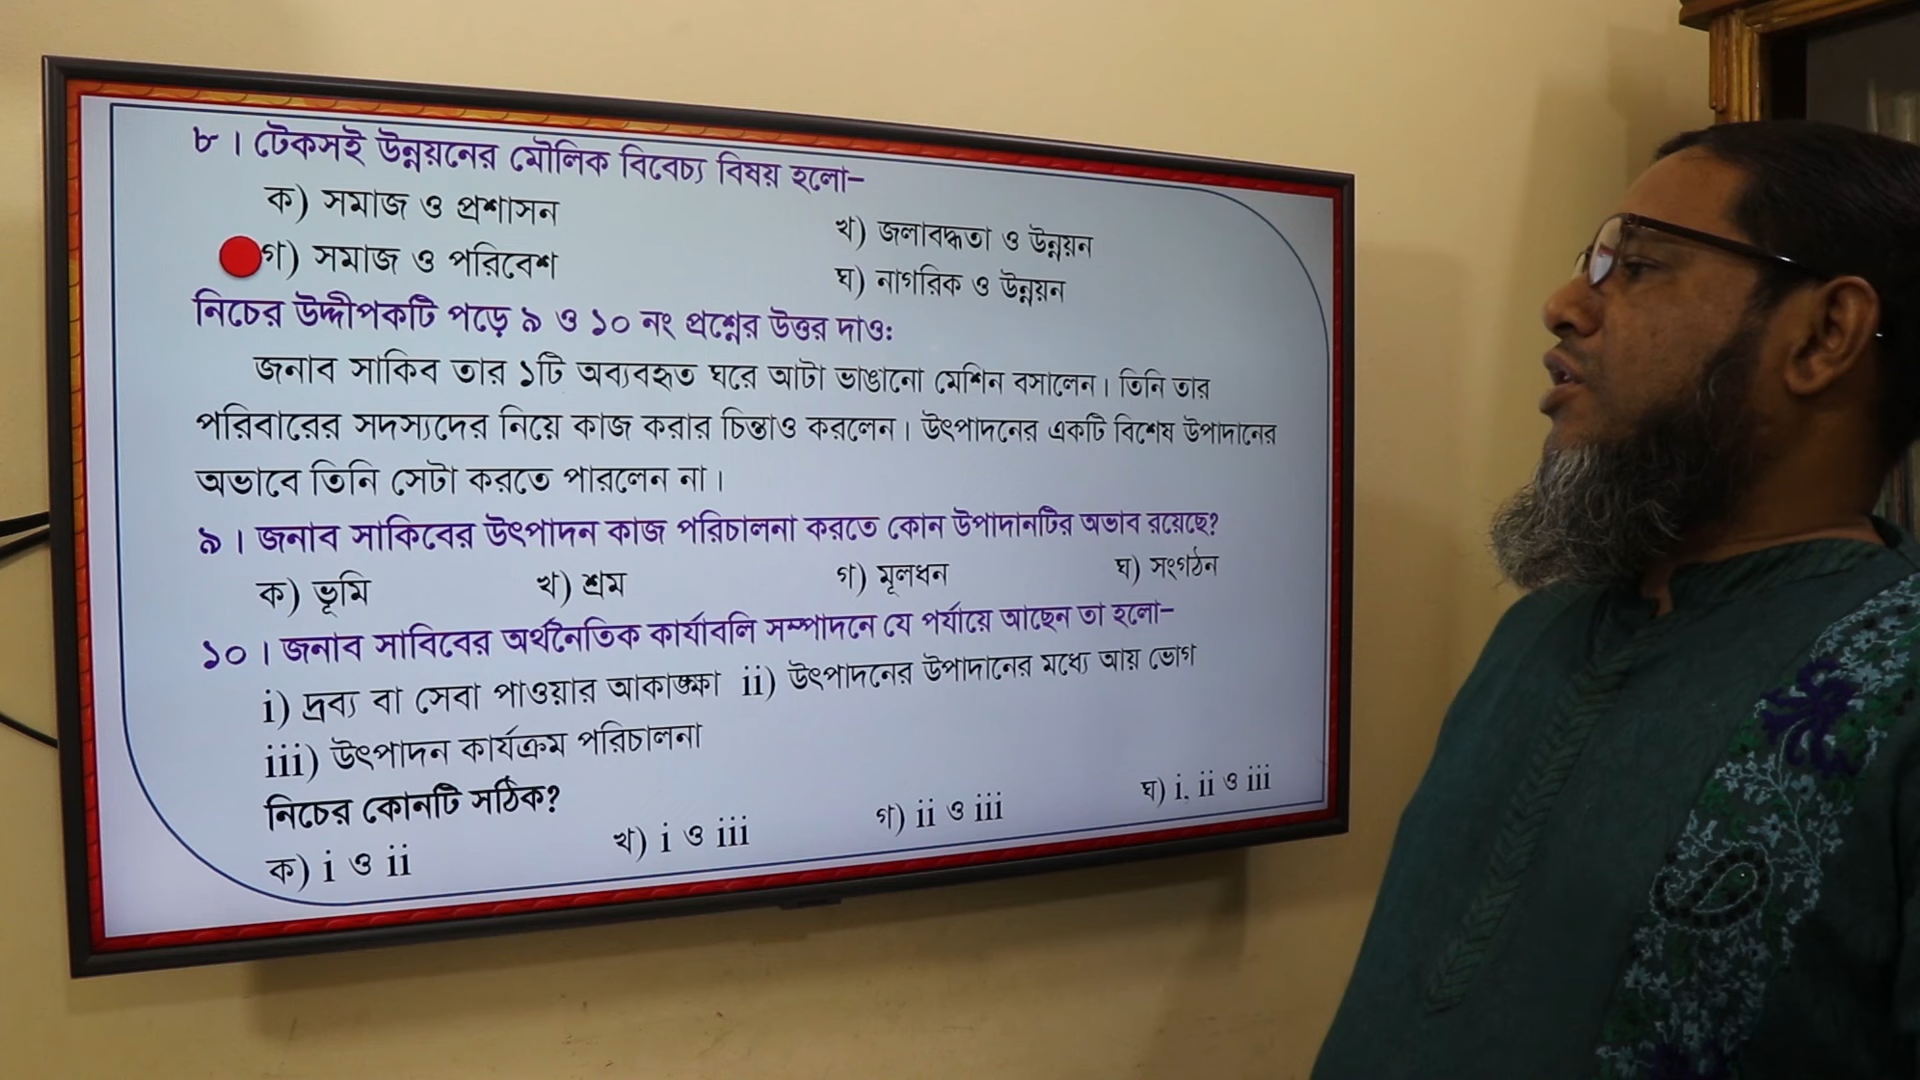 ৮। টেকসই উন্নয়নের মৌলিক বিবেচ্য বিষয় হলো-
ক) সমাজ ও প্রশাসন
খ) জলাবদ্ধতা ও উন্নয়ন
গ) সমাজ ও পরিবেশ
ঘ) নাগরিক ও উন্নয়ন
নিচের উদ্দীপকটি পড়ে ৯ ও ১০ নং প্রশ্নের উত্তর দাও:
জনাব সাকিব তার ১টি অব্যবহৃত ঘরে আটা ভাঙানো মেশিন বসালেন। তিনি তার
পরিবারের সদস্যদের নিয়ে কাজ করার চিন্তাও করলেন। উৎপাদনের একটি বিশেষ উপাদানের
অভাবে তিনি সেটা করতে পারলেন না।
৯। জনাব সাকিবের উৎপাদন কাজ পরিচালনা করতে কোন উপাদানটির অভাব রয়েছে?
ক) ভূমি খ) শ্রম গ) মূলধন ঘ) সংগঠন
১০। জনাব সাবিবের অর্থনৈতিক কার্যাবলি সম্পাদনে যে পর্যায়ে আছেন তা হলো-
i) দ্রব্য বা সেবা পাওয়ার আকাঙ্ক্ষা ii) উৎপাদনের উপাদানের মধ্যে আয় ভোগ
iii) উৎপাদন কার্যক্রম পরিচালনা
নিচের কোনটি সঠিক?
ক) i ও ii খ) i ও iii গ) ii ও iii ঘ) i, ii ও iii